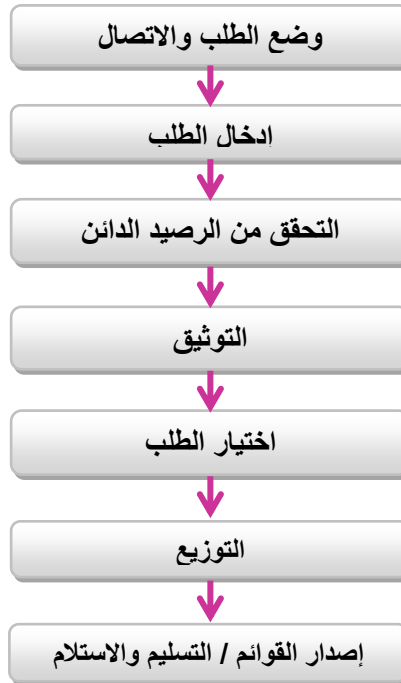 وضع الطلب والاتصال
إدخال الطلب
التحقق من الرصيد الدائن
التوثيق
اختيار الطلب
التوزيع
إصدار القوائم / التسليم والاستلام